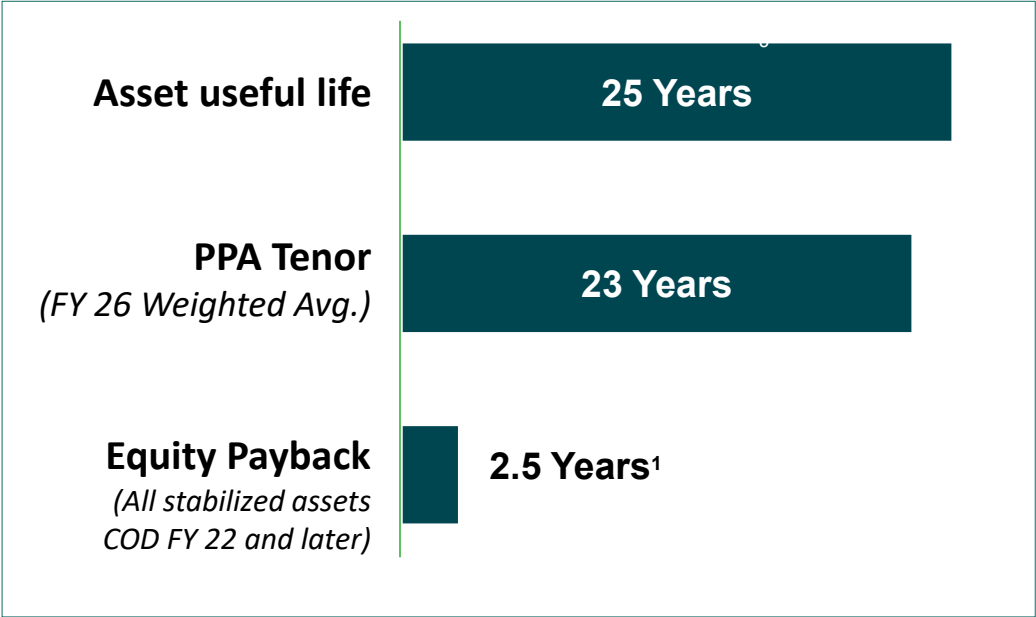 Asset useful life
25 Years
PPA Tenor
(FY 26 Weighted Avg.)
23 Years
Equity Payback
(All stabilized assets
COD FY 22 and later)
2.5 Years¹